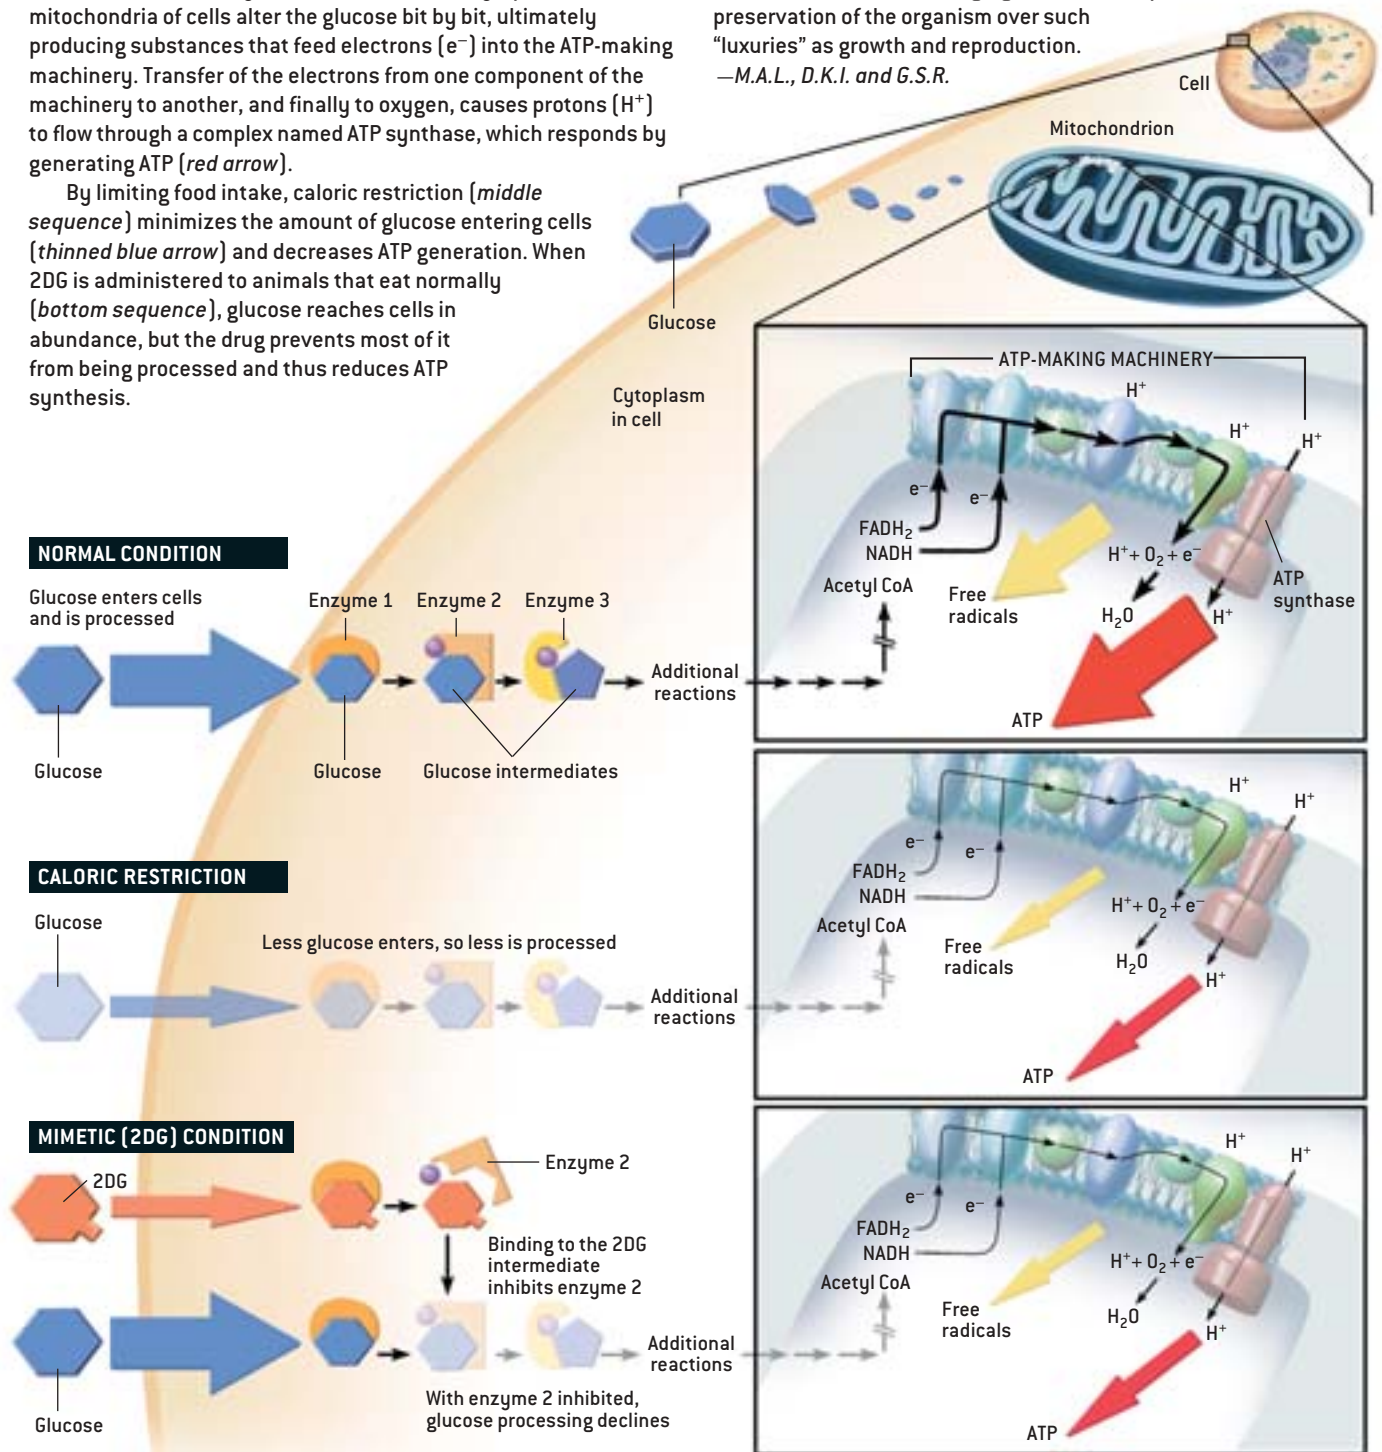 mitochondria of cells alter the glucose bit by bit, ultimately
producing substances that feed electrons (e⁻) into the ATP-making
machinery. Transfer of the electrons from one component of the
machinery to another, and finally to oxygen, causes protons (H⁺)
to flow through a complex named ATP synthase, which responds by
generating ATP (red arrow).
By limiting food intake, caloric restriction (middle
sequence) minimizes the amount of glucose entering cells
(thinned blue arrow) and decreases ATP generation. When
2DG is administered to animals that eat normally
(bottom sequence), glucose reaches cells in
abundance, but the drug prevents most of it
from being processed and thus reduces ATP
synthesis.
preservation of the organism over such
“luxuries” as growth and reproduction.
—M.A.L., D.K.I. and G.S.R.
Cell
Mitochondrion
Glucose
Cytoplasm
in cell
ATP-MAKING MACHINERY
H⁺
H⁺
H⁺
e⁻
e⁻
FADH₂
NADH
Acetyl CoA
Free
radicals
H⁺ + O₂ + e⁻
H₂O
H⁺
ATP
synthase
ATP
NORMAL CONDITION
Glucose enters cells
and is processed
Enzyme 1
Enzyme 2
Enzyme 3
Additional
reactions
Glucose
Glucose
Glucose intermediates
CALORIC RESTRICTION
Glucose
Less glucose enters, so less is processed
Additional
reactions
H⁺
H⁺
e⁻
e⁻
FADH₂
NADH
Acetyl CoA
Free
radicals
H⁺ + O₂ + e⁻
H₂O
H⁺
ATP
MIMETIC (2DG) CONDITION
2DG
Enzyme 2
Binding to the 2DG
intermediate
inhibits enzyme 2
Additional
reactions
With enzyme 2 inhibited,
glucose processing declines
Glucose
H⁺
H⁺
e⁻
e⁻
FADH₂
NADH
Acetyl CoA
Free
radicals
H⁺ + O₂ + e⁻
H₂O
H⁺
ATP